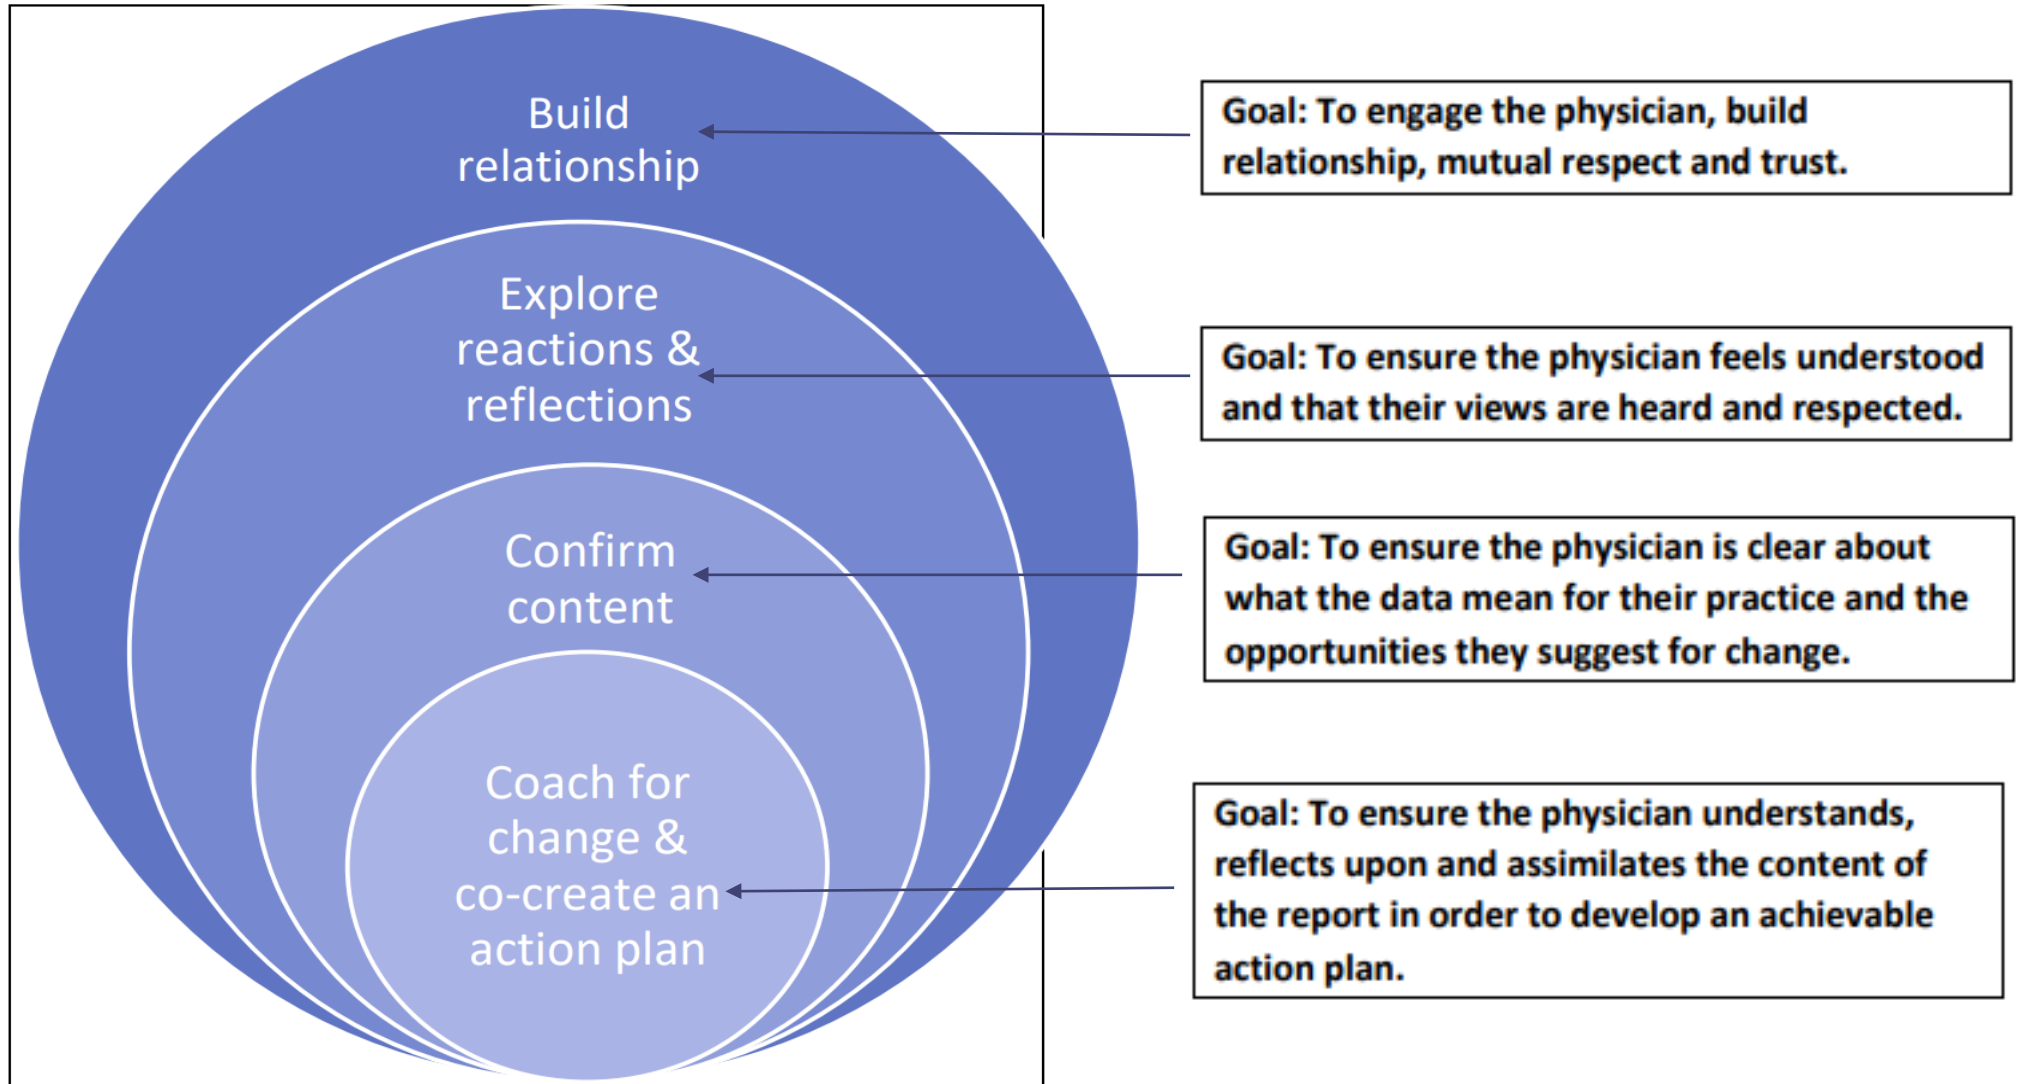 Build
relationship
Goal: To engage the physician, build
relationship, mutual respect and trust.
Explore
reactions &
reflections
Goal: To ensure the physician feels understood
and that their views are heard and respected.
Confirm
content
Goal: To ensure the physician is clear about
what the data mean for their practice and the
opportunities they suggest for change.
Coach for
change &
co-create an
action plan
Goal: To ensure the physician understands,
reflects upon and assimilates the content of
the report in order to develop an achievable
action plan.